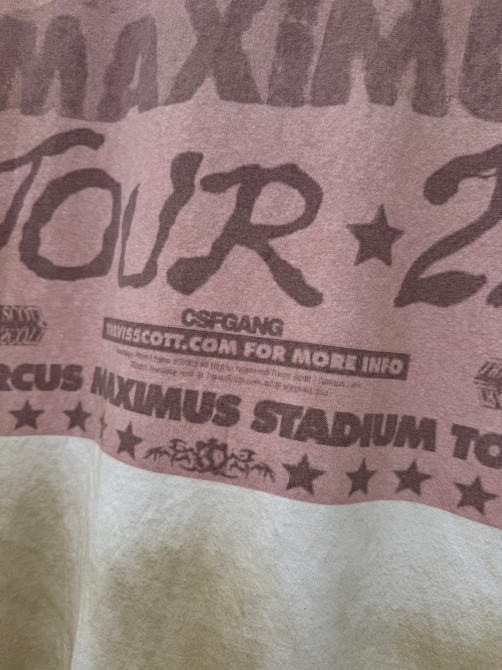 MAXIMU
TOUR ★ 2
CSFGANG
TRAVISSCOTT.COM FOR MORE INFO
RCUS MAXIMUS STADIUM TO